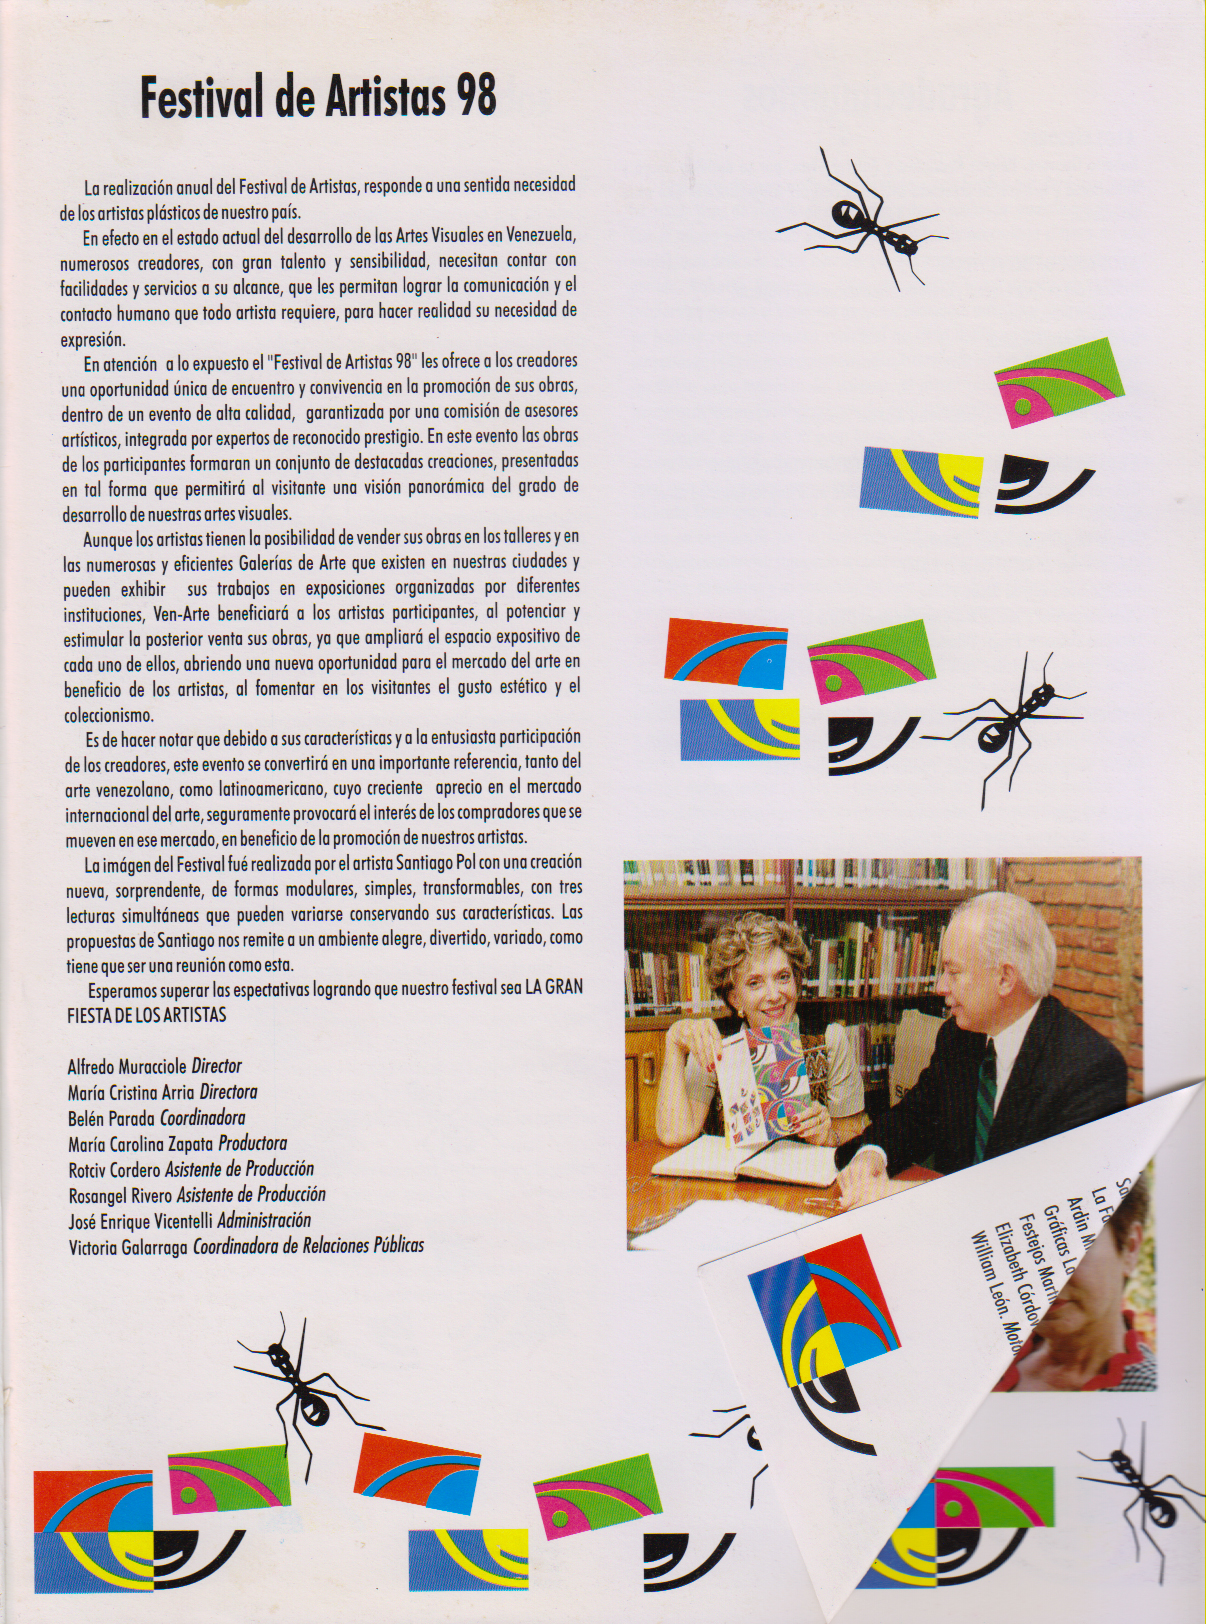 Festival de Artistas 98
La realización anual del Festival de Artistas, responde a una sentida necesidad
de los artistas plásticos de nuestro país.
En efecto en el estado actual del desarrollo de las Artes Visuales en Venezuela,
numerosos creadores, con gran talento y sensibilidad, necesitan contar con
facilidades y servicios a su alcance, que les permitan lograr la comunicación y el
contacto humano que todo artista requiere, para hacer realidad su necesidad de
expresión.
En atención a lo expuesto el "Festival de Artistas 98" les ofrece a los creadores
una oportunidad única de encuentro y convivencia en la promoción de sus obras,
dentro de un evento de alta calidad, garantizada por una comisión de asesores
artísticos, integrada por expertos de reconocido prestigio. En este evento las obras
de los participantes formaran un conjunto de destacadas creaciones, presentadas
en tal forma que permitirá al visitante una visión panorámica del grado de
desarrollo de nuestras artes visuales.
Aunque los artistas tienen la posibilidad de vender sus obras en los talleres y en
las numerosas y eficientes Galerías de Arte que existen en nuestras ciudades y
pueden exhibir sus trabajos en exposiciones organizadas por diferentes
instituciones, Ven-Arte beneficiará a los artistas participantes, al potenciar y
estimular la posterior venta sus obras, ya que ampliará el espacio expositivo de
cada uno de ellos, abriendo una nueva oportunidad para el mercado del arte en
beneficio de los artistas, al fomentar en los visitantes el gusto estético y el
coleccionismo.
Es de hacer notar que debido a sus características y a la entusiasta participación
de los creadores, este evento se convertirá en una importante referencia, tanto del
arte venezolano, como latinoamericano, cuyo creciente aprecio en el mercado
internacional del arte, seguramente provocará el interés de los compradores que se
mueven en ese mercado, en beneficio de la promoción de nuestros artistas.
La imágen del Festival fué realizada por el artista Santiago Pol con una creación
nueva, sorprendente, de formas modulares, simples, transformables, con tres
lecturas simultáneas que pueden variarse conservando sus características. Las
propuestas de Santiago nos remite a un ambiente alegre, divertido, variado, como
tiene que ser una reunión como esta.
Esperamos superar las espectativas logrando que nuestro festival sea LA GRAN
FIESTA DE LOS ARTISTAS
Alfredo Muracciole Director
María Cristina Arria Directora
Belén Parada Coordinadora
María Carolina Zapata Productora
Rotciv Cordero Asistente de Producción
Rosangel Rivero Asistente de Producción
José Enrique Vicentelli Administración
Victoria Galarraga Coordinadora de Relaciones Públicas
Sa
La F
Ardin M
Gráficas La
Festejos Mart
Elizabeth Córdov
William León. Moto